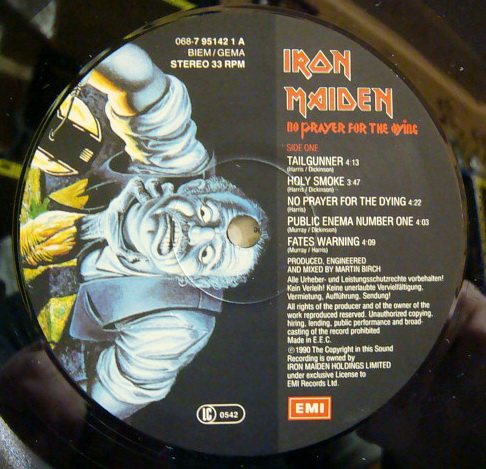 068-7 95142 1 A
BIEM / GEMA
STEREO 33 RPM
IRON
MAIDEN
NO PRAYER FOR THE DYING
SIDE ONE
TAILGUNNER 4:13
(Harris / Dickinson)
HOLY SMOKE 3:47
(Harris / Dickinson)
NO PRAYER FOR THE DYING 4:22
(Harris)
PUBLIC ENEMA NUMBER ONE 4:03
(Murray / Dickinson)
FATES WARNING 4:09
(Murray / Harris)
PRODUCED, ENGINEERED
AND MIXED BY MARTIN BIRCH
Alle Urheber- und Leistungsschutzrechte vorbehalten!
Kein Verleih! Keine unerlaubte Vervielfältigung,
Vermietung, Aufführung, Sendung!
All rights of the producer and of the owner of the
work reproduced reserved. Unauthorized copying,
hiring, lending, public performance and broad-
casting of the record prohibited
Made in E.E.C.
℗ 1990 The Copyright in this Sound
Recording is owned by
IRON MAIDEN HOLDINGS LIMITED
under exclusive License to
EMI Records Ltd.
LC 0542
EMI